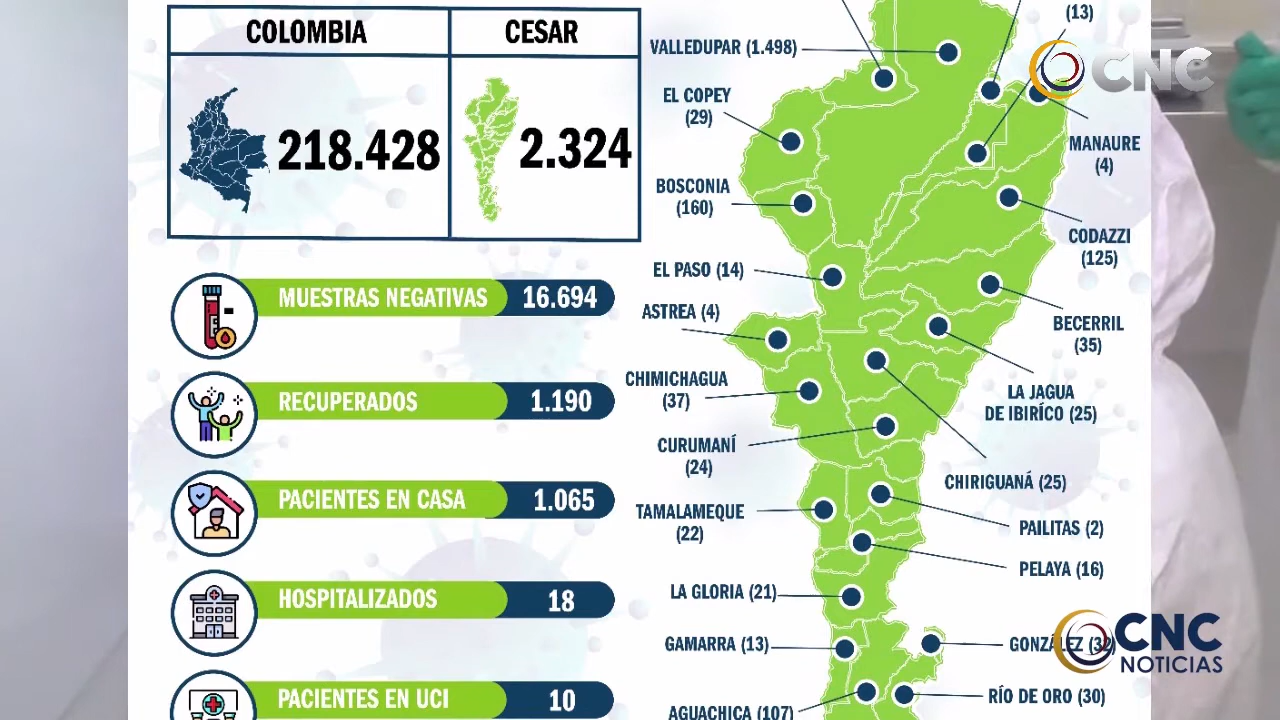 COLOMBIA
CESAR
218.428
2.324
MUESTRAS NEGATIVAS 16.694
RECUPERADOS 1.190
PACIENTES EN CASA 1.065
HOSPITALIZADOS 18
PACIENTES EN UCI 10
(13)
VALLEDUPAR (1.498)
CNC
EL COPEY
(29)
MANAURE
(4)
BOSCONIA
(160)
CODAZZI
(125)
EL PASO (14)
ASTREA (4)
BECERRIL
(35)
CHIMICHAGUA
(37)
LA JAGUA
DE IBIRÍCO (25)
CURUMANÍ
(24)
CHIRIGUANÁ (25)
TAMALAMEQUE
(22)
PAILITAS (2)
PELAYA (16)
LA GLORIA (21)
GAMARRA (13)
GONZÁLEZ
RÍO DE ORO (30)
AGUACHICA (107)
CNC
NOTICIAS